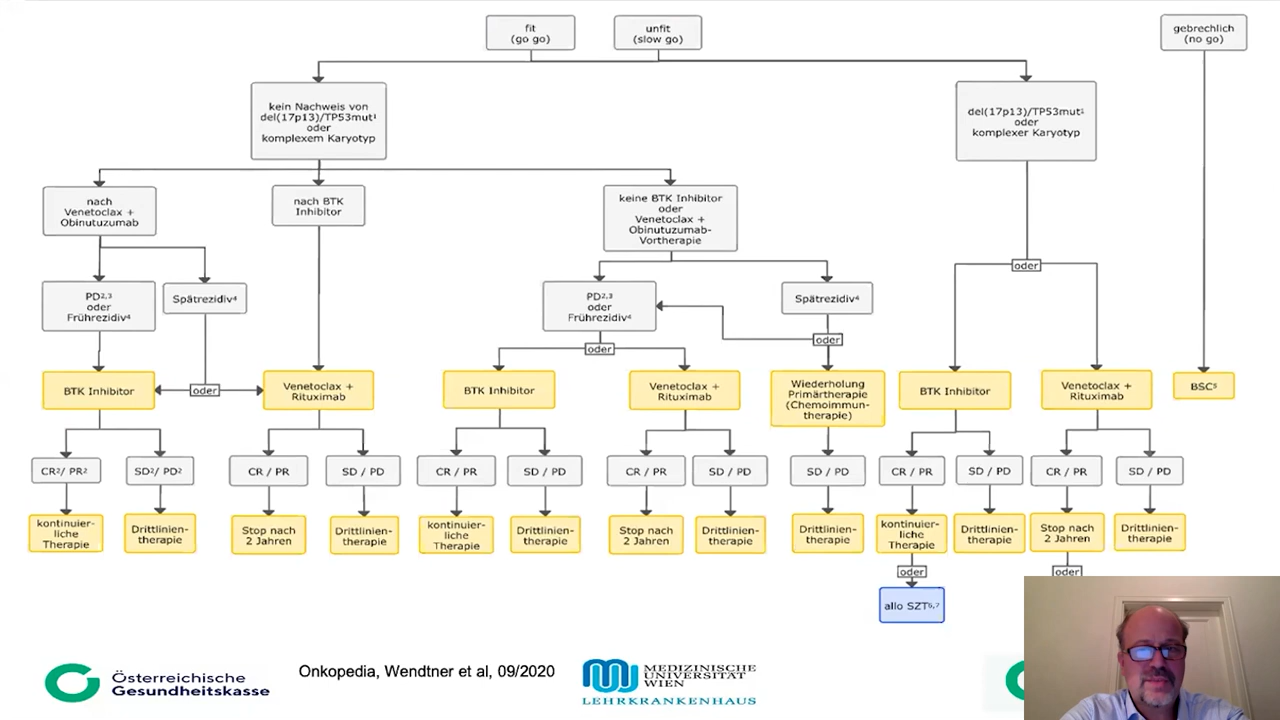 fit
(go go)
unfit
(slow go)
gebrechlich
(no go)
kein Nachweis von
del(17p13)/TP53mut¹
oder
komplexem Karyotyp
del(17p13)/TP53mut¹
oder
komplexer Karyotyp
nach
Venetoclax +
Obinutuzumab
nach BTK
Inhibitor
keine BTK Inhibitor
oder
Venetoclax +
Obinutuzumab-
Vortherapie
oder
PD²,³
oder
Frührezidiv⁴
Spätrezidiv⁴
PD²,³
oder
Frührezidiv⁴
Spätrezidiv⁴
oder
oder
BTK Inhibitor
oder
Venetoclax +
Rituximab
BTK Inhibitor
Venetoclax +
Rituximab
Wiederholung
Primärtherapie
(Chemoimmun-
therapie)
BTK Inhibitor
Venetoclax +
Rituximab
BSC⁵
CR²/ PR²
SD²/ PD²
CR / PR
SD / PD
CR / PR
SD / PD
CR / PR
SD / PD
SD / PD
CR / PR
SD / PD
CR / PR
SD / PD
kontinuier-
liche
Therapie
Drittlinien-
therapie
Stop nach
2 Jahren
Drittlinien-
therapie
kontinuier-
liche
Therapie
Drittlinien-
therapie
Stop nach
2 Jahren
Drittlinien-
therapie
Drittlinien-
therapie
kontinuier-
liche
Therapie
Drittlinien-
therapie
Stop nach
2 Jahren
Drittlinien-
therapie
oder
oder
allo SZT⁶,⁷
Österreichische
Gesundheitskasse
Onkopedia, Wendtner et al, 09/2020
MEDIZINISCHE
UNIVERSITÄT
WIEN
LEHRKRANKENHAUS